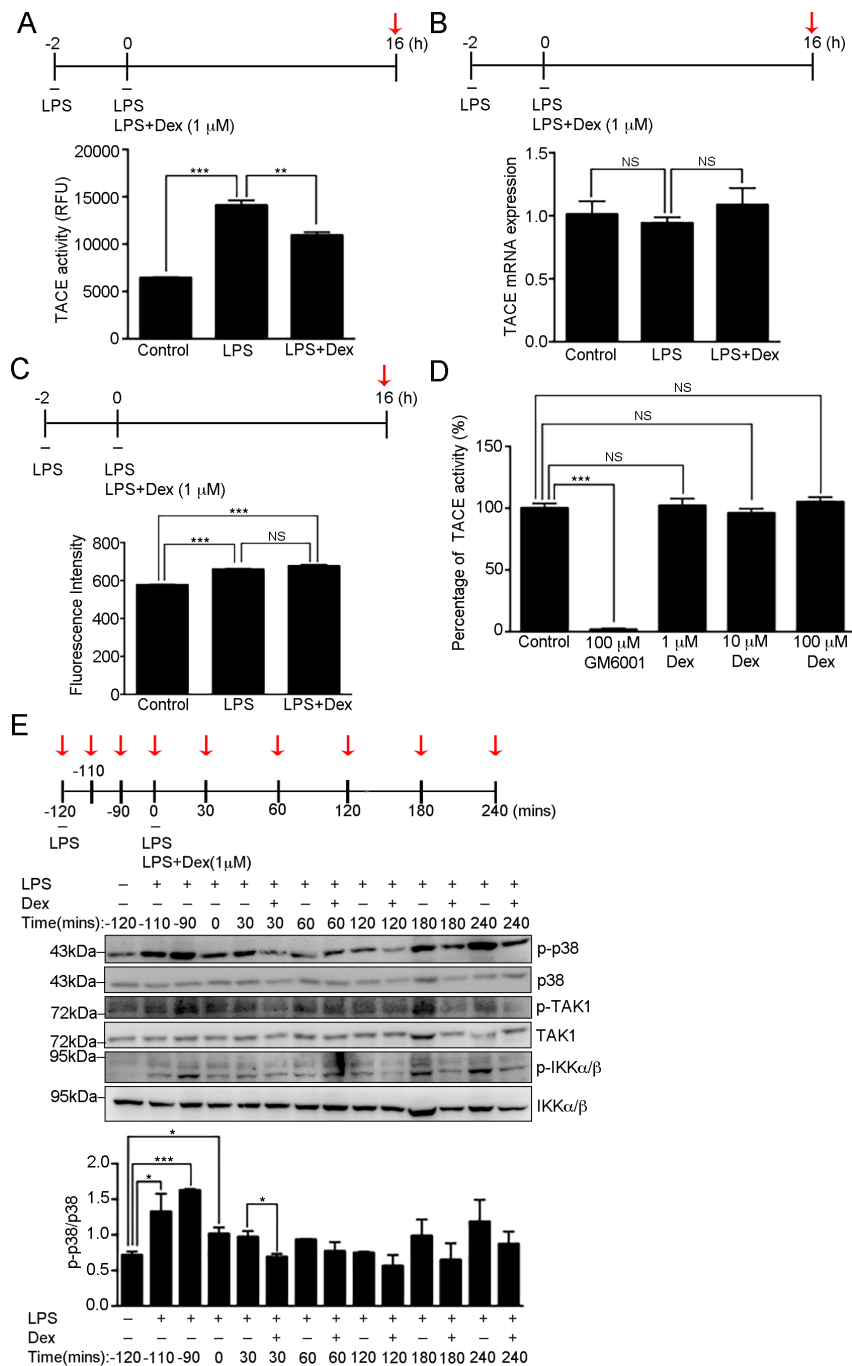 A
-2 0 16 (h)
LPS LPS
LPS+Dex (1 μM)
TACE activity (RFU)
20000
15000
10000
5000
0
*** **
Control LPS LPS+Dex
B
-2 0 16 (h)
LPS LPS
LPS+Dex (1 μM)
TACE mRNA expression
1.5
1.0
0.5
0.0
NS NS
Control LPS LPS+Dex
C
-2 0 16 (h)
LPS LPS
LPS+Dex (1 μM)
Fluorescence Intensity
800
600
400
200
0
***
*** NS
Control LPS LPS+Dex
D
Percentage of TACE activity (%)
150
100
50
0
NS
NS
NS
***
Control 100 μM 1 μM 10 μM 100 μM
GM6001 Dex Dex Dex
E
-110
-120 -90 0 30 60 120 180 240 (mins)
LPS LPS
LPS+Dex(1μM)
LPS – + + + + + + + + + + + + +
Dex – – – – – + – + – + – + – +
Time(mins): -120 -110 -90 0 30 30 60 60 120 120 180 180 240 240
43kDa p-p38
43kDa p38
72kDa p-TAK1
72kDa TAK1
95kDa p-IKKα/β
95kDa IKKα/β
p-p38/p38
2.0
1.5
1.0
0.5
0.0
*
***
* *
LPS – + + + + + + + + + + + + +
Dex – – – – – + – + – + – + – +
Time(mins): -120 -110 -90 0 30 30 60 60 120 120 180 180 240 240